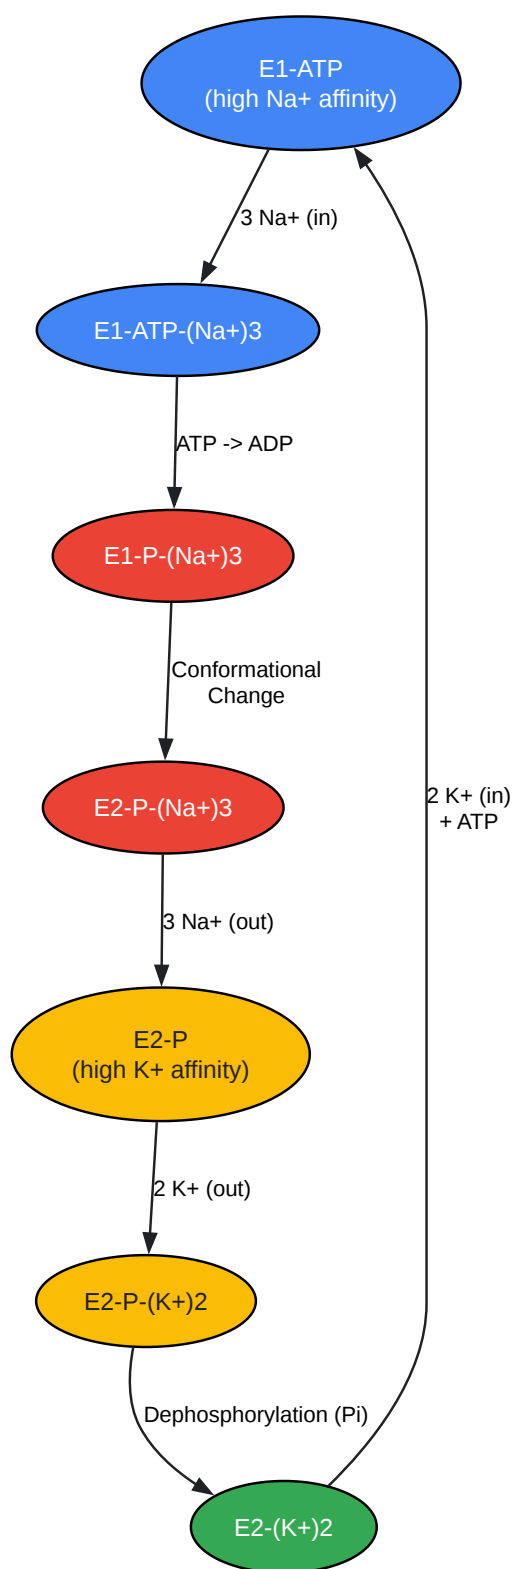 E1-ATP
(high Na+ affinity)
3 Na+ (in)
E1-ATP-(Na+)3
ATP -> ADP
E1-P-(Na+)3
Conformational
Change
E2-P-(Na+)3
2 K+ (in)
+ ATP
3 Na+ (out)
E2-P
(high K+ affinity)
2 K+ (out)
E2-P-(K+)2
Dephosphorylation (Pi)
E2-(K+)2